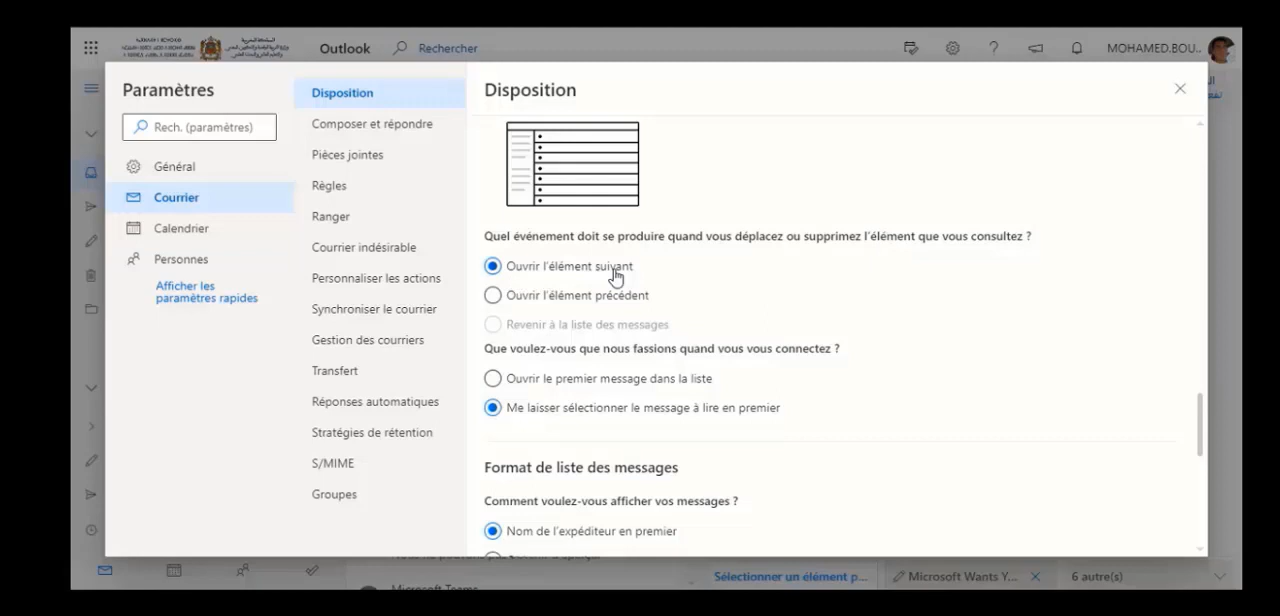 Outlook
Rechercher
MOHAMED.BOU..
Paramètres
Rech. (paramètres)
Général
Courrier
Calendrier
Personnes
Afficher les
paramètres rapides
Disposition
Composer et répondre
Pièces jointes
Règles
Ranger
Courrier indésirable
Personnaliser les actions
Synchroniser le courrier
Gestion des courriers
Transfert
Réponses automatiques
Stratégies de rétention
S/MIME
Groupes
Disposition
Quel événement doit se produire quand vous déplacez ou supprimez l'élément que vous consultez ?
Ouvrir l'élément suivant
Ouvrir l'élément précédent
Revenir à la liste des messages
Que voulez-vous que nous fassions quand vous vous connectez ?
Ouvrir le premier message dans la liste
Me laisser sélectionner le message à lire en premier
Format de liste des messages
Comment voulez-vous afficher vos messages ?
Nom de l'expéditeur en premier
Microsoft Teams
Sélectionner un élément p...
Microsoft Wants Y...
6 autre(s)